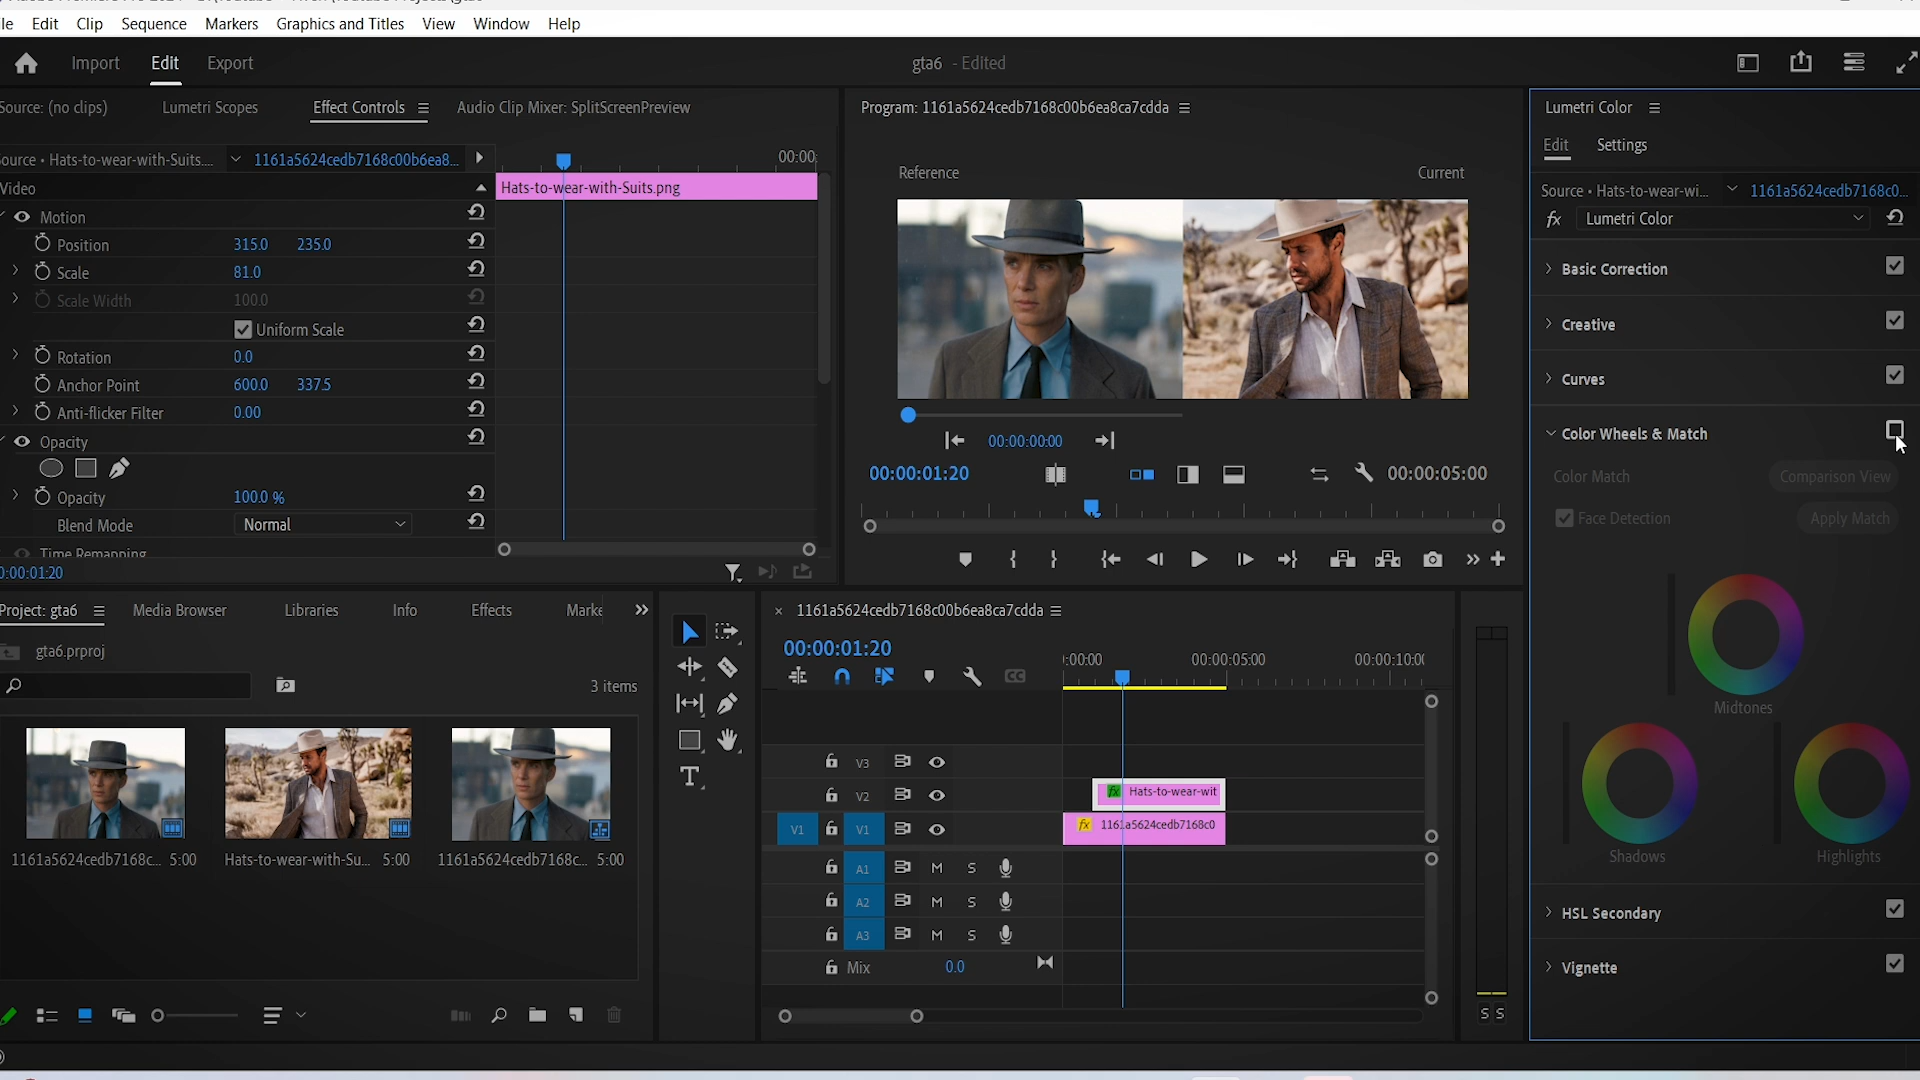 Edit Clip Sequence Markers Graphics and Titles View Window Help
Import Edit Export
gta6 - Edited
Source: (no clips) Lumetri Scopes Effect Controls Audio Clip Mixer: SplitScreenPreview
Source • Hats-to-wear-with-Suits.... 1161a5624cedb7168c00b6ea8...
00:00
Video
Hats-to-wear-with-Suits.png
Motion
Position 315.0 235.0
Scale 81.0
Scale Width 100.0
Uniform Scale
Rotation 0.0
Anchor Point 600.0 337.5
Anti-flicker Filter 0.00
Opacity
Opacity 100.0 %
Blend Mode Normal
Time Remapping
0:00:01:20
Program: 1161a5624cedb7168c00b6ea8ca7cdda
Reference Current
00:00:00:00
00:00:01:20 00:00:05:00
Lumetri Color
Edit Settings
Source • Hats-to-wear-wi... 1161a5624cedb7168c0...
fx Lumetri Color
Basic Correction
Creative
Curves
Color Wheels & Match
Color Match Comparison View
Face Detection Apply Match
Midtones
Shadows Highlights
HSL Secondary
Vignette
Project: gta6 Media Browser Libraries Info Effects Marke
gta6.prproj
3 items
1161a5624cedb7168c... 5:00 Hats-to-wear-with-Su... 5:00 1161a5624cedb7168c... 5:00
× 1161a5624cedb7168c00b6ea8ca7cdda
00:00:01:20
:00:00 00:00:05:00 00:00:10:00
V3
V2 fx Hats-to-wear-wit
V1 V1 fx 1161a5624cedb7168c0
A1 M S
A2 M S
A3 M S
Mix 0.0
S S